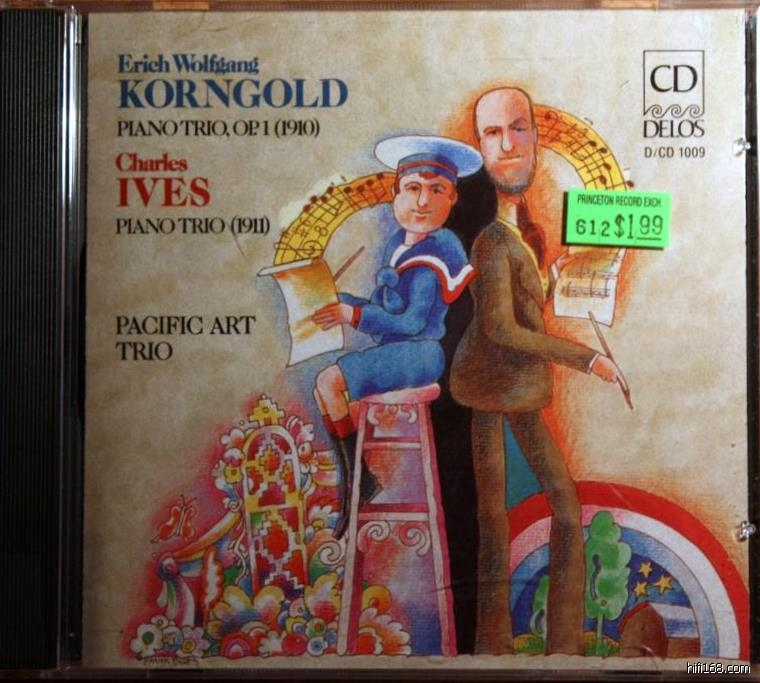 Erich Wolfgang
KORNGOLD
PIANO TRIO, OP. 1 (1910)
Charles
IVES
PIANO TRIO (1911)
PACIFIC ART
TRIO
CD
DELOS
D/CD 1009
PRINCETON RECORD EXCH.
612 $1.99
hifi168.com